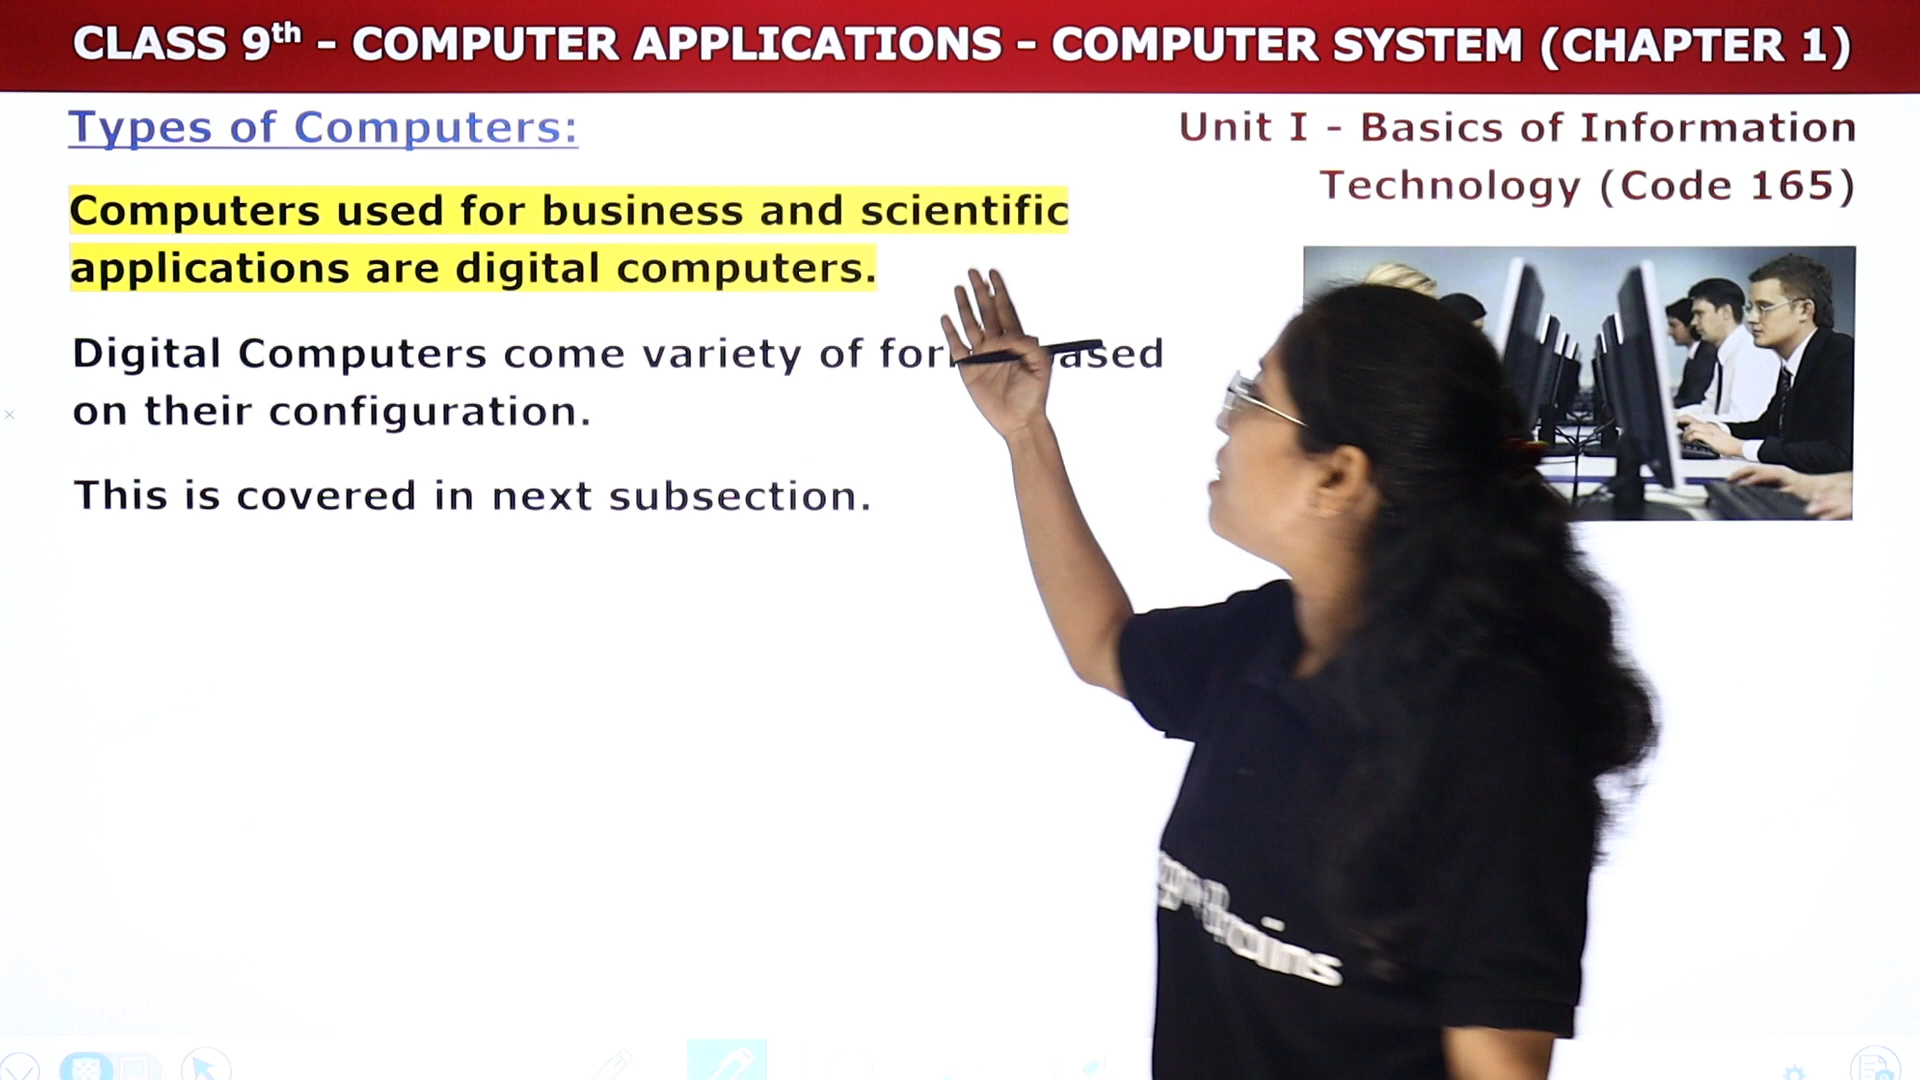 CLASS 9th - COMPUTER APPLICATIONS - COMPUTER SYSTEM (CHAPTER 1)
Types of Computers:
Unit I - Basics of Information
Technology (Code 165)
Computers used for business and scientific
applications are digital computers.
Digital Computers come variety of
on their configuration.
This is covered in next subsection.